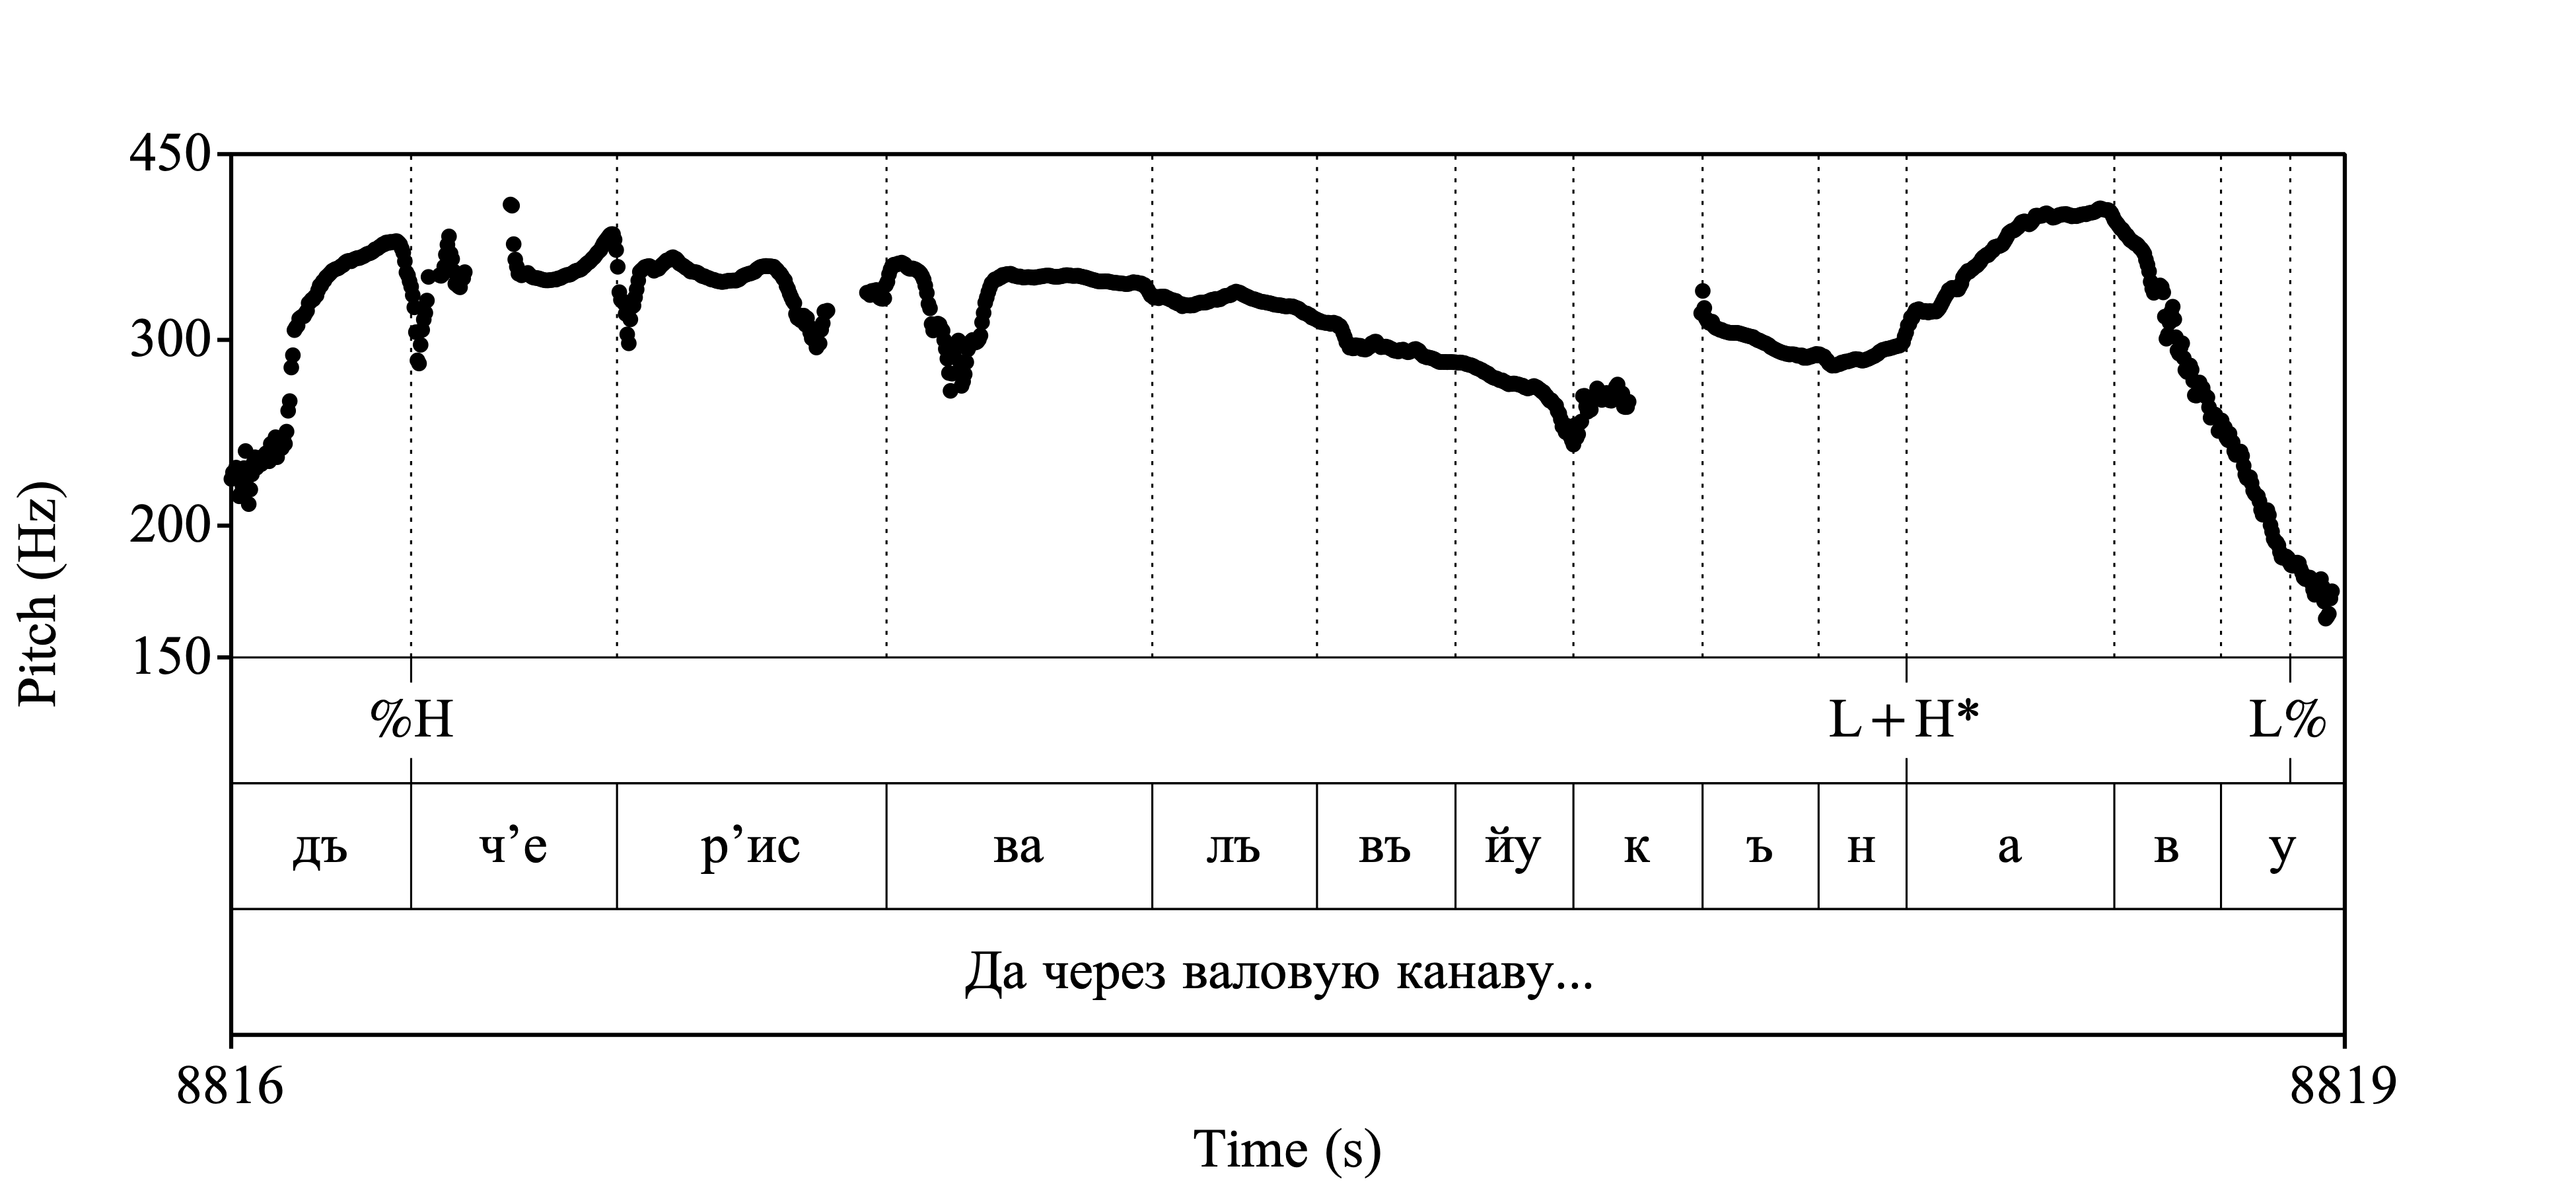 450
300
200
150
Pitch (Hz)
%H L+H* L%
дъ ч’е р’ис ва лъ въ йу к ъ н а в у
Да через валовую канаву...
8816 8819
Time (s)